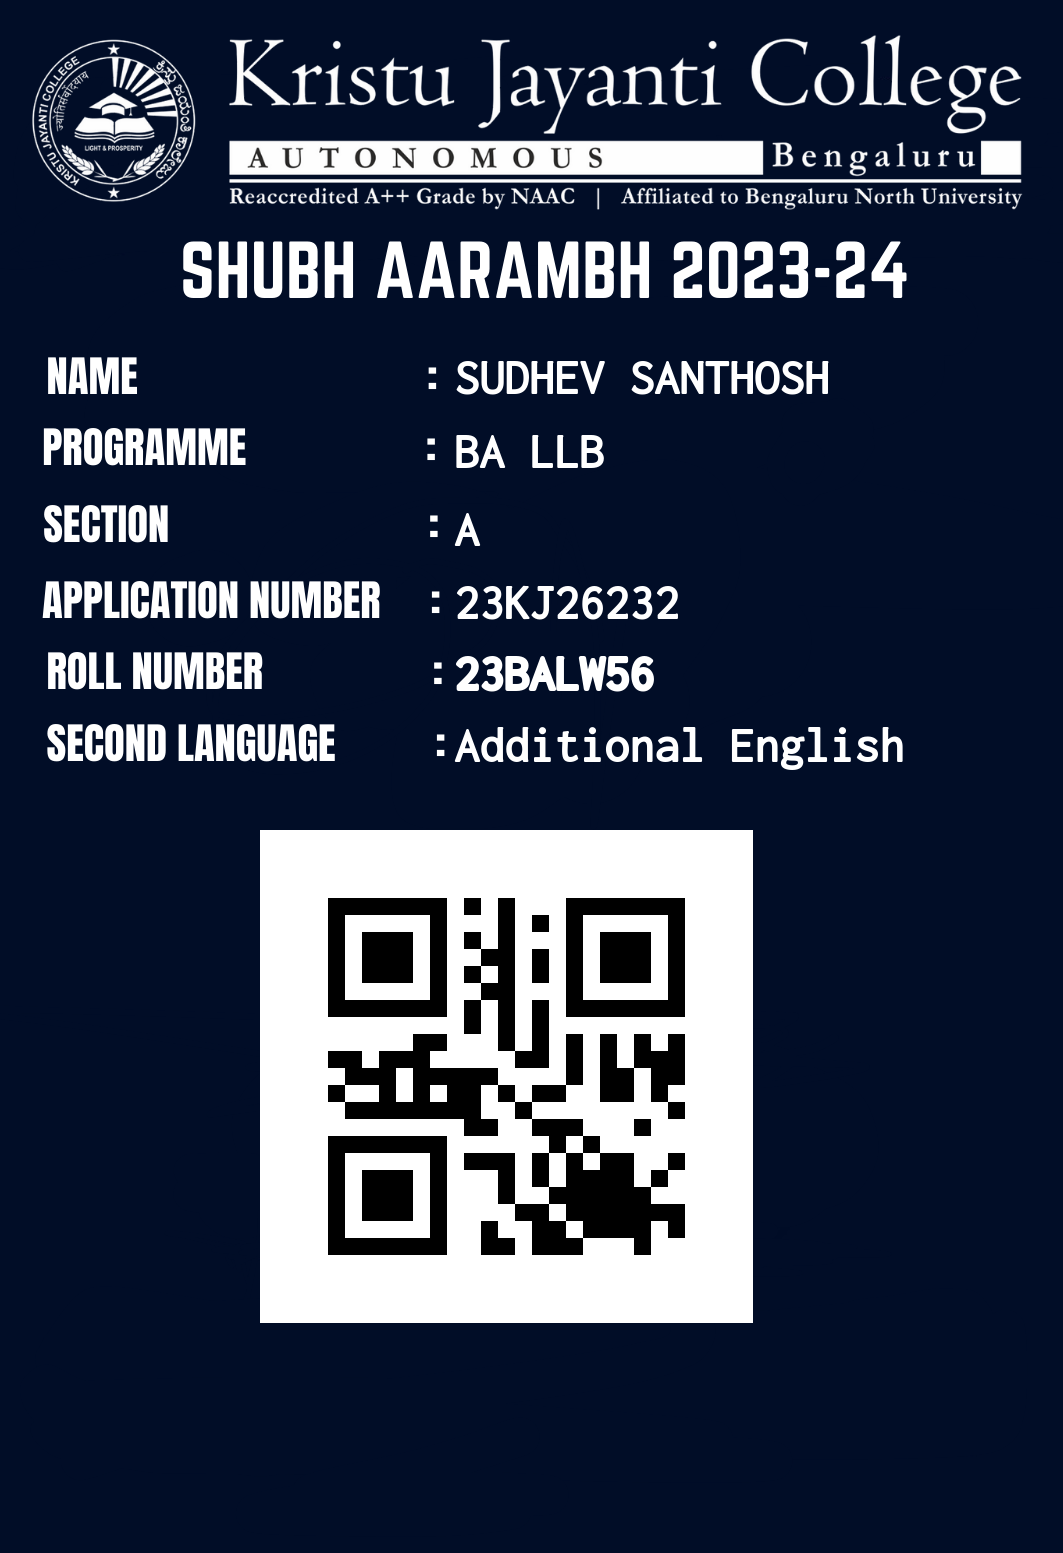 KRISTU JAYANTI COLLEGE
LIGHT & PROSPERITY
Kristu Jayanti College
AUTONOMOUS Bengaluru
Reaccredited A++ Grade by NAAC | Affiliated to Bengaluru North University
SHUBH AARAMBH 2023-24
NAME : SUDHEV SANTHOSH
PROGRAMME : BA LLB
SECTION : A
APPLICATION NUMBER : 23KJ26232
ROLL NUMBER : 23BALW56
SECOND LANGUAGE : Additional English